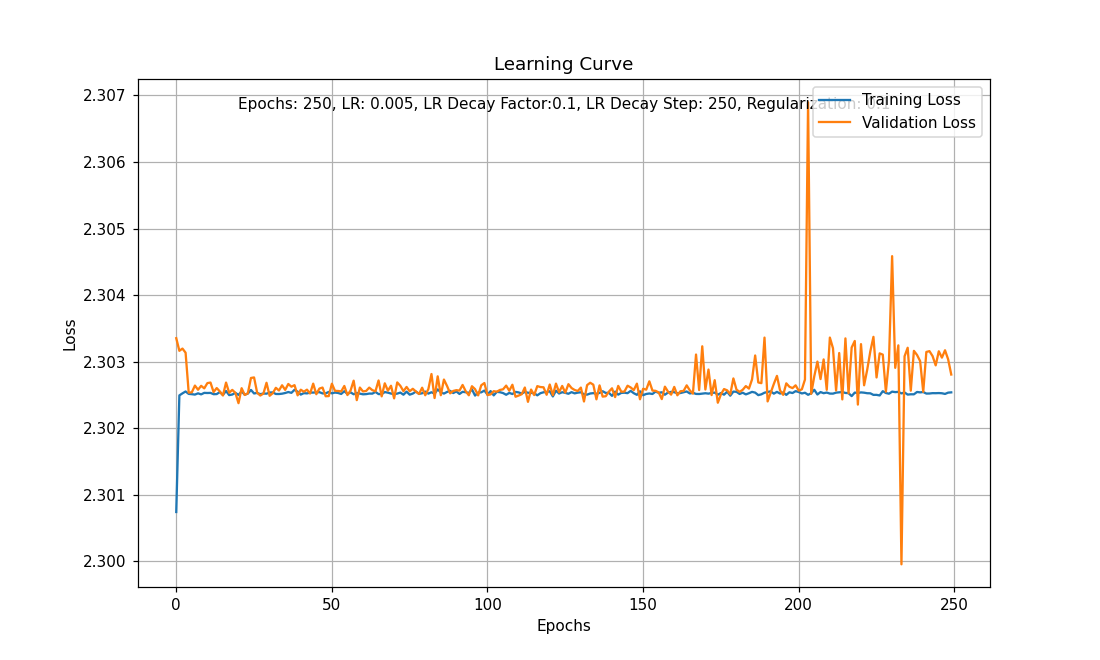 Learning Curve
Epochs: 250, LR: 0.005, LR Decay Factor:0.1, LR Decay Step: 250, Regularization: 0.1
Training Loss
Validation Loss
2.307
2.306
2.305
2.304
2.303
2.302
2.301
2.300
Loss
0 50 100 150 200 250
Epochs